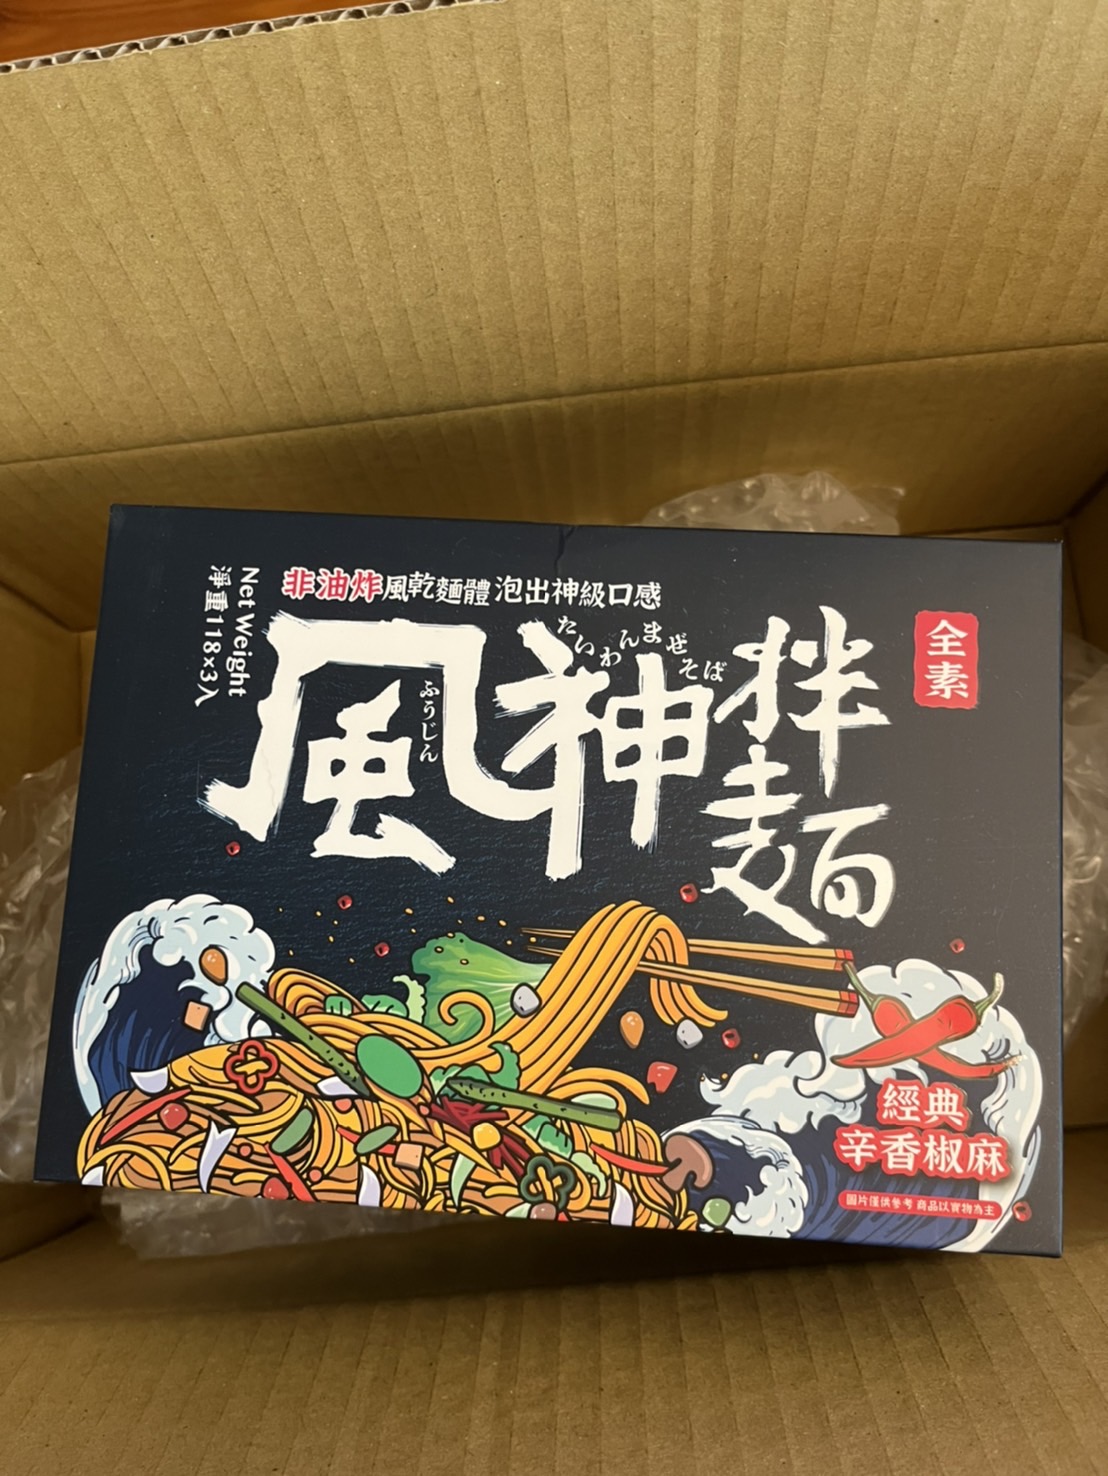 非油炸風乾麵體 泡出神級口感
Net Weight
淨重118×3入
風神拌麵
ふうじん
たいわんまぜそば
全素
經典
辛香椒麻
圖片僅供參考 商品以實物為主